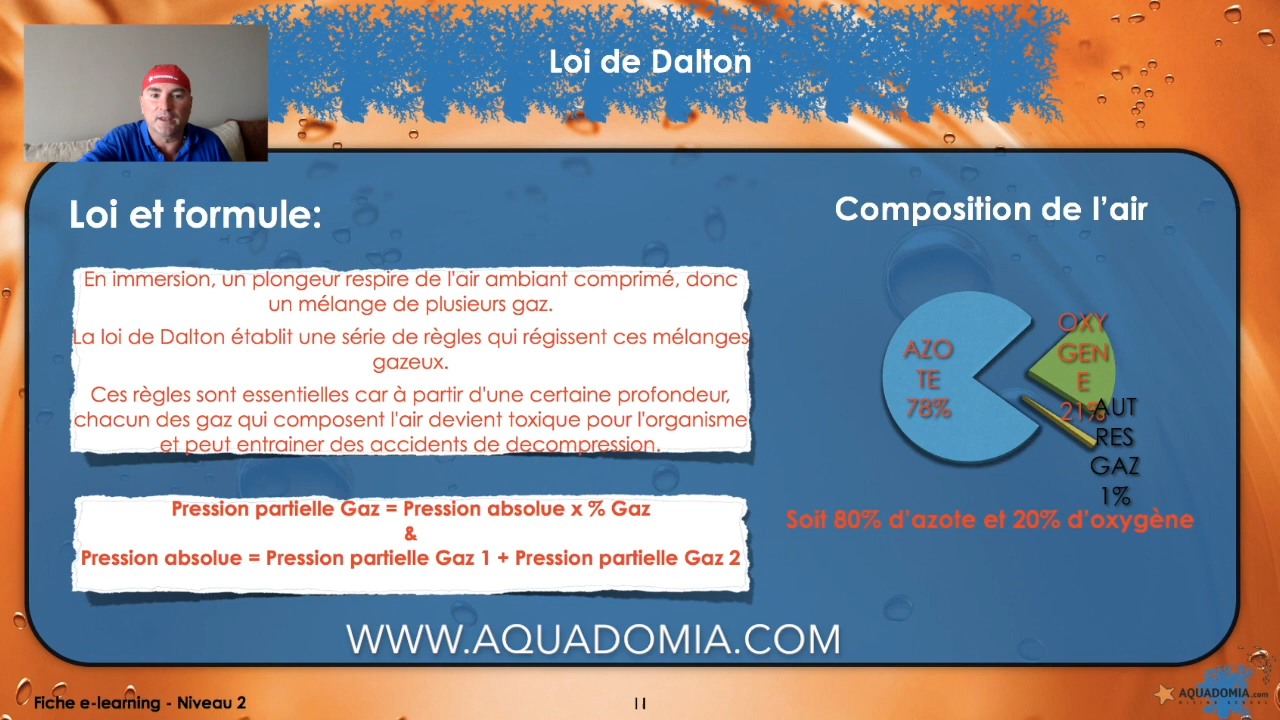 Loi de Dalton
Loi et formule:
En immersion, un plongeur respire de l'air ambiant comprimé, donc
un mélange de plusieurs gaz.
La loi de Dalton établit une série de règles qui régissent ces mélanges
gazeux.
Ces règles sont essentielles car à partir d'une certaine profondeur,
chacun des gaz qui composent l'air devient toxique pour l'organisme
et peut entrainer des accidents de decompression.
Pression partielle Gaz = Pression absolue x % Gaz
&
Pression absolue = Pression partielle Gaz 1 + Pression partielle Gaz 2
Composition de l'air
AZO
TE
78%
OXY
GEN
E
21%
AUT
RES
GAZ
1%
Soit 80% d'azote et 20% d'oxygène
WWW.AQUADOMIA.COM
Fiche e-learning - Niveau 2
11
AQUADOMIA.com
DIVING SCHOOL